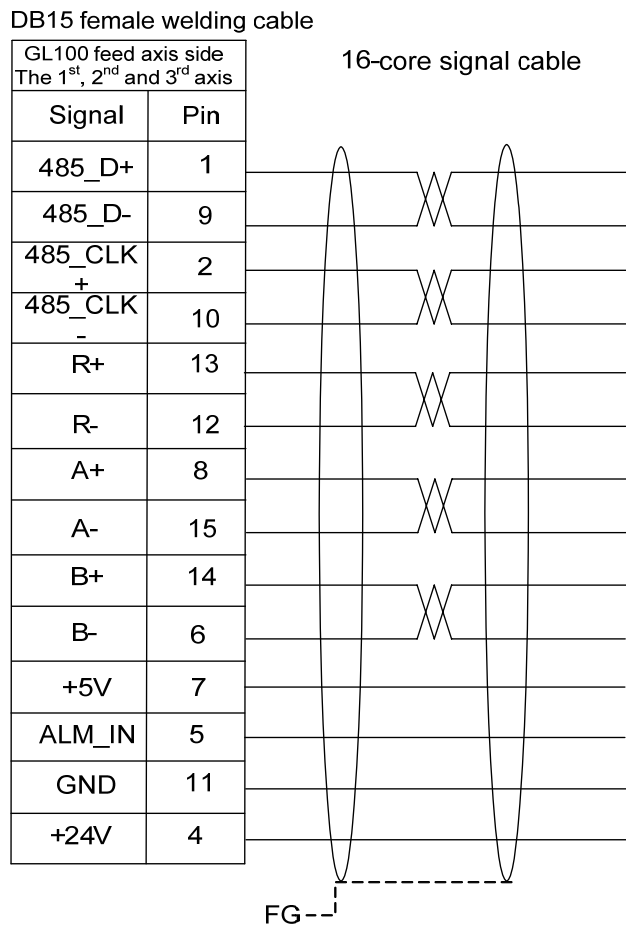 DB15 female welding cable
GL100 feed axis side
The 1st, 2nd and 3rd axis
16-core signal cable
Signal Pin
485_D+ 1
485_D- 9
485_CLK
+ 2
485_CLK
- 10
R+ 13
R- 12
A+ 8
A- 15
B+ 14
B- 6
+5V 7
ALM_IN 5
GND 11
+24V 4
FG